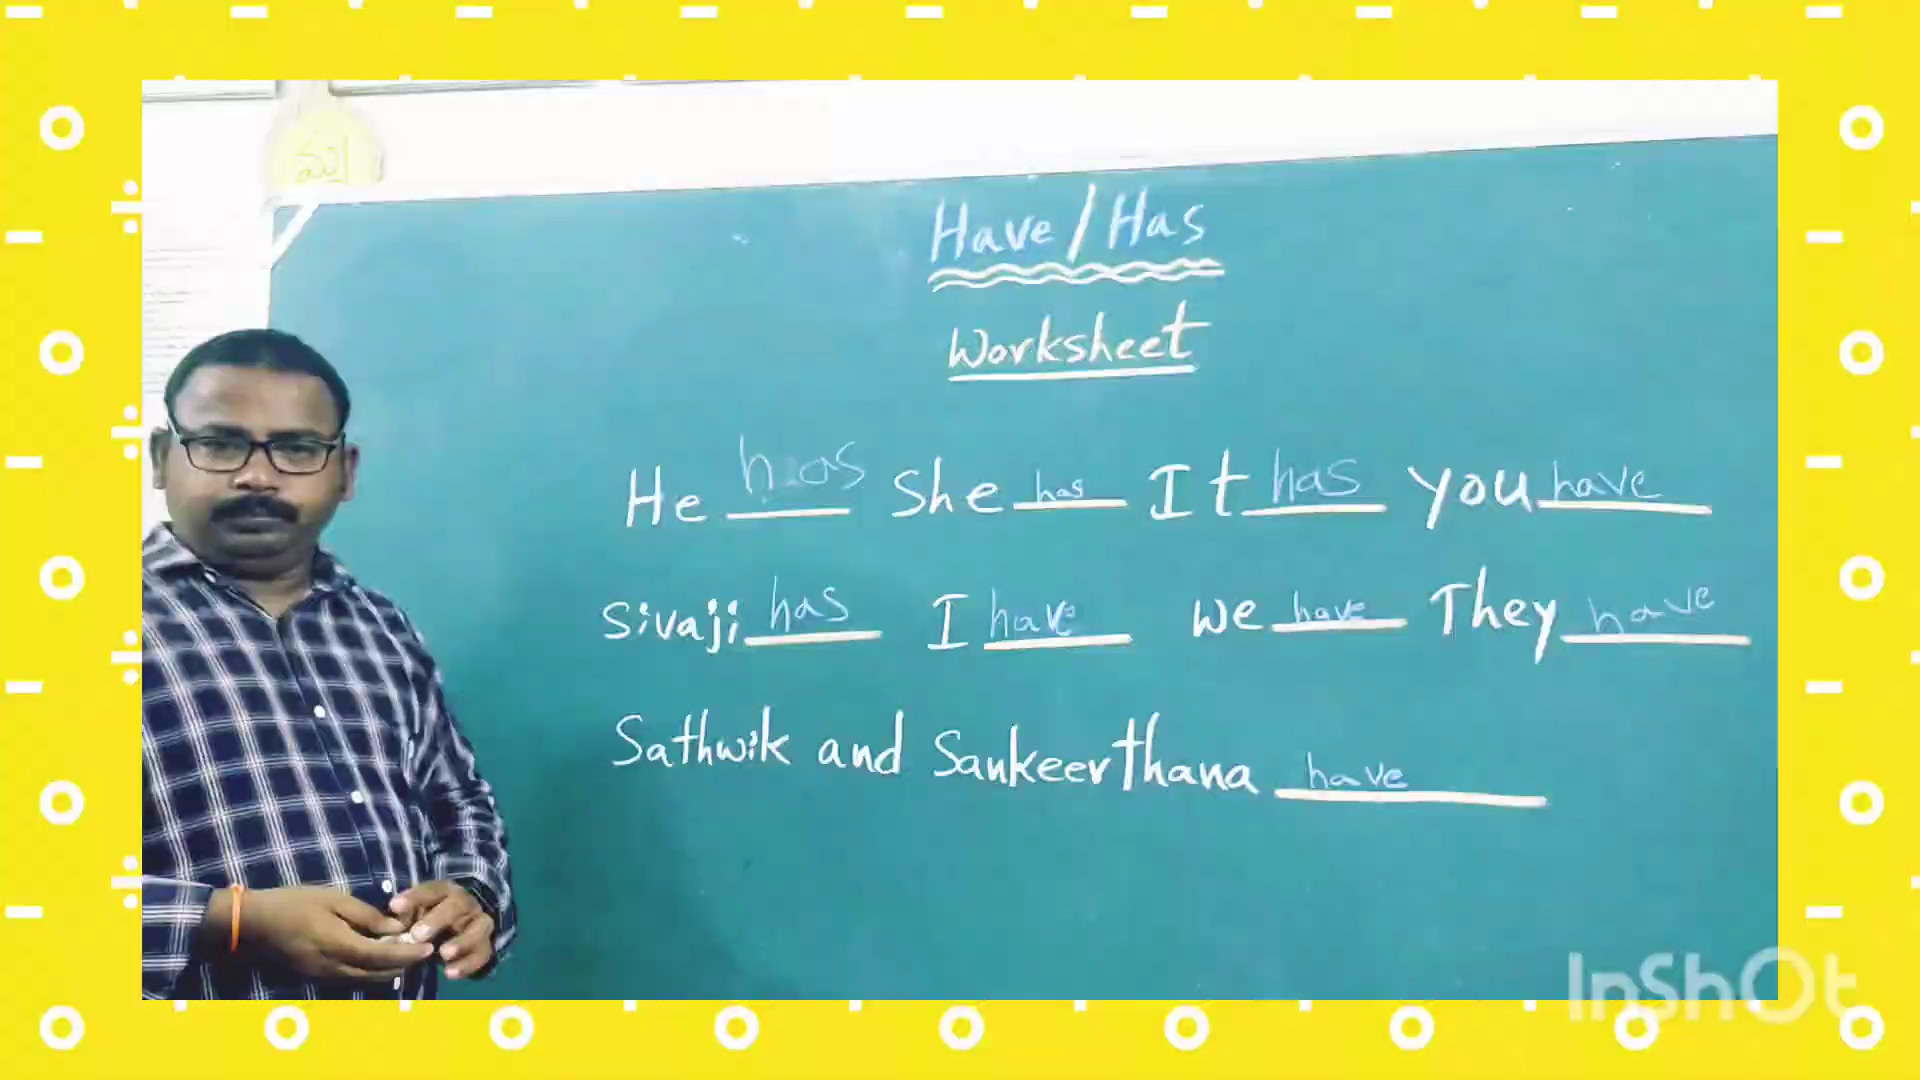 Have/Has
Worksheet
He has She has It has you have
Sivaji has I have we have They have
Sathwik and Sankeerthana have
InShOt